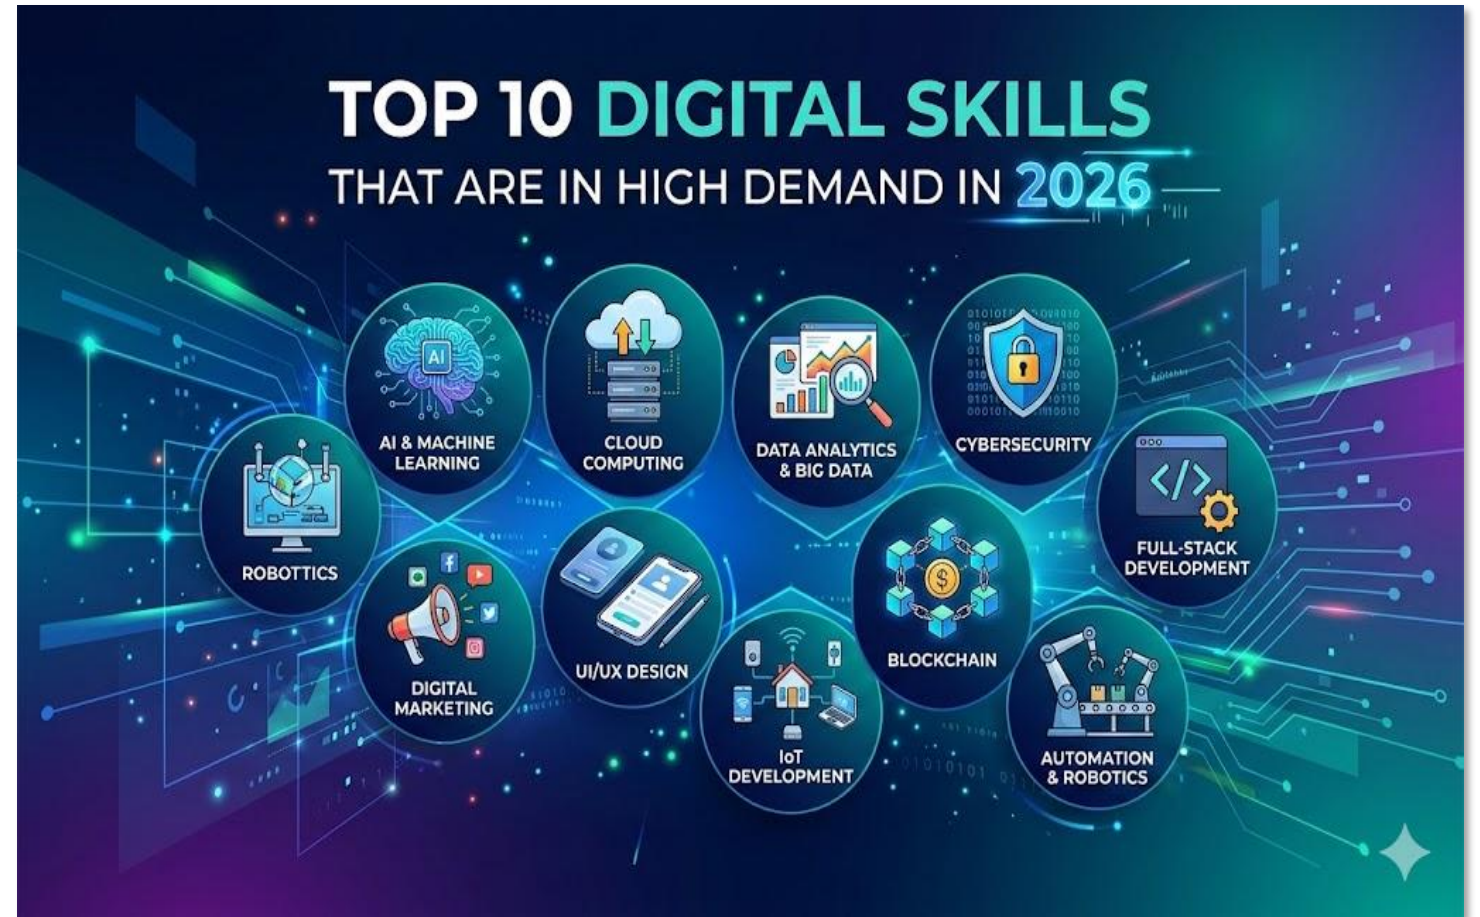 TOP 10 DIGITAL SKILLS
THAT ARE IN HIGH DEMAND IN 2026
AI
AI & MACHINE
LEARNING
CLOUD
COMPUTING
DATA ANALYTICS
& BIG DATA
CYBERSECURITY
ROBOTTICS
</>
FULL-STACK
DEVELOPMENT
DIGITAL
MARKETING
UI/UX DESIGN
$
BLOCKCHAIN
IoT
DEVELOPMENT
AUTOMATION
& ROBOTICS